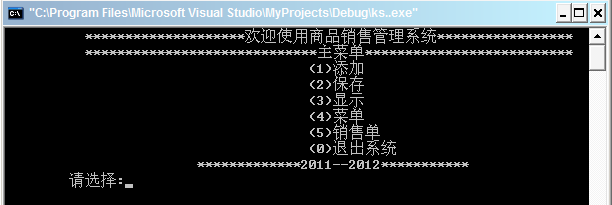 "C:\Program Files\Microsoft Visual Studio\MyProjects\Debug\ks..exe"
********************欢迎使用商品销售管理系统*****************
*****************************主菜单**************************
(1)添加
(2)保存
(3)显示
(4)菜单
(5)销售单
(0)退出系统
*************2011--2012***********
请选择: